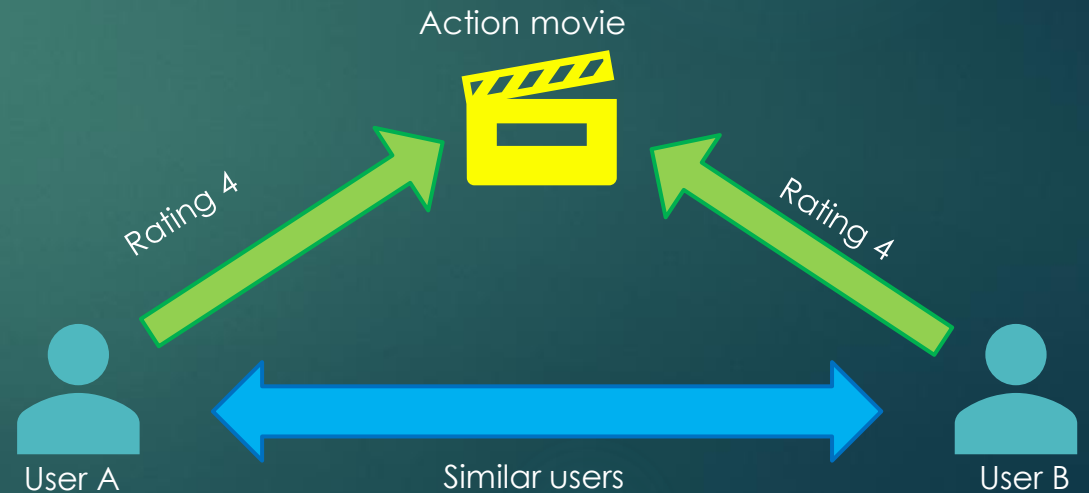 Action movie
Rating 4
Rating 4
User A
Similar users
User B